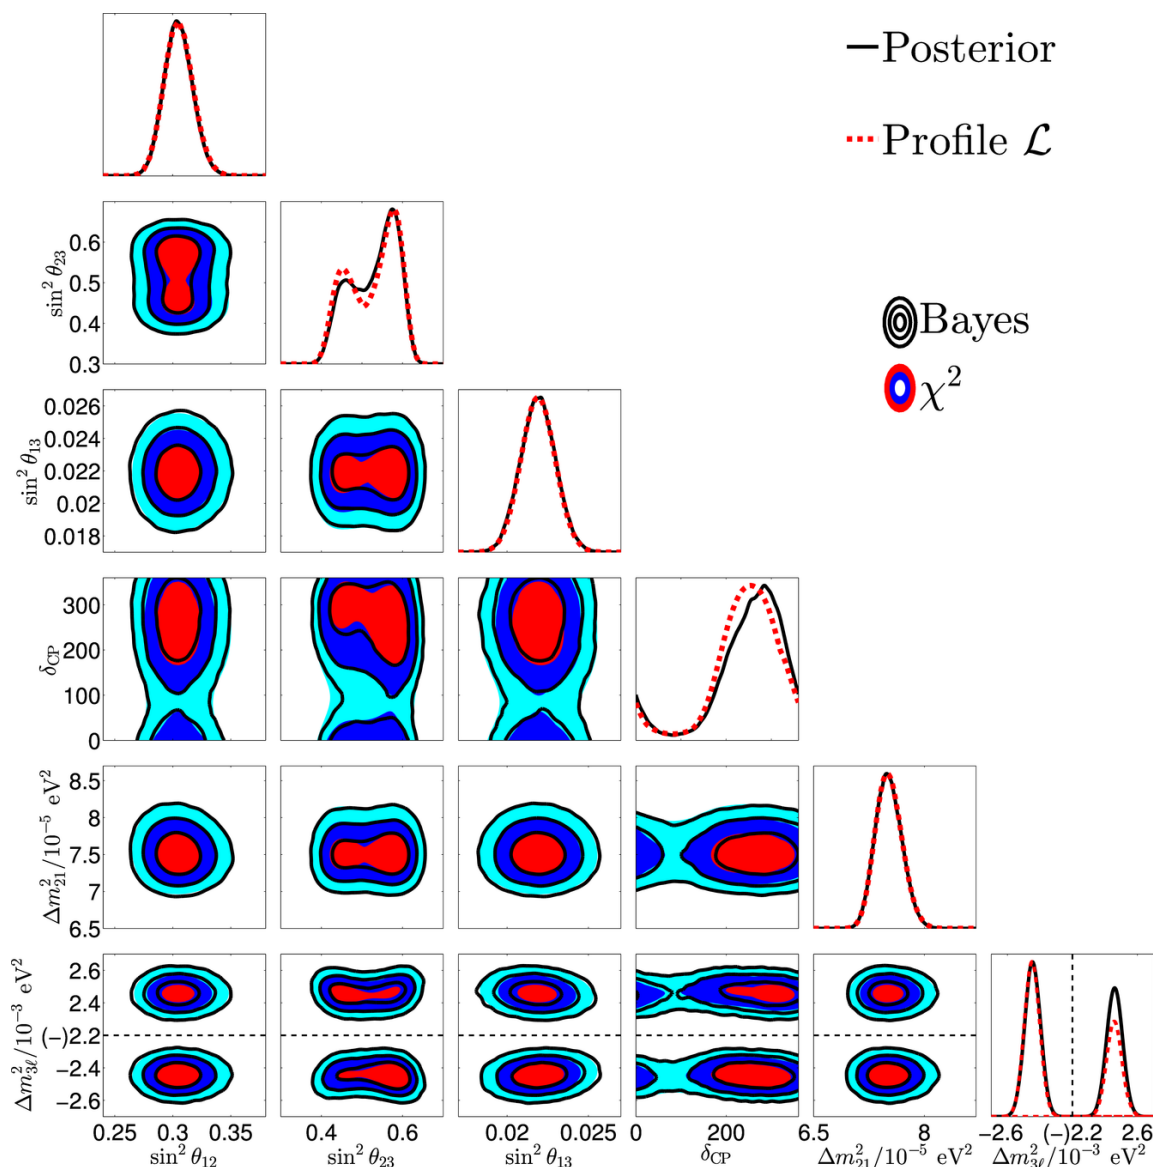 Posterior
Profile ℒ
Bayes
χ²
sin² θ₂₃
0.6
0.5
0.4
0.3
sin² θ₁₃
0.026
0.024
0.022
0.02
0.018
δCP
300
200
100
0
Δm²₂₁/10⁻⁵ eV²
8.5
8
7.5
7
6.5
Δm²₃ℓ/10⁻³ eV²
2.6
2.4
(−)2.2
−2.4
−2.6
0.25 0.3 0.35
sin² θ₁₂
0.4 0.6
sin² θ₂₃
0.02 0.025
sin² θ₁₃
0 200
δCP
6.5 8
Δm²₂₁/10⁻⁵ eV²
−2.6 (−)2.2 2.6
Δm²₃ℓ/10⁻³ eV²